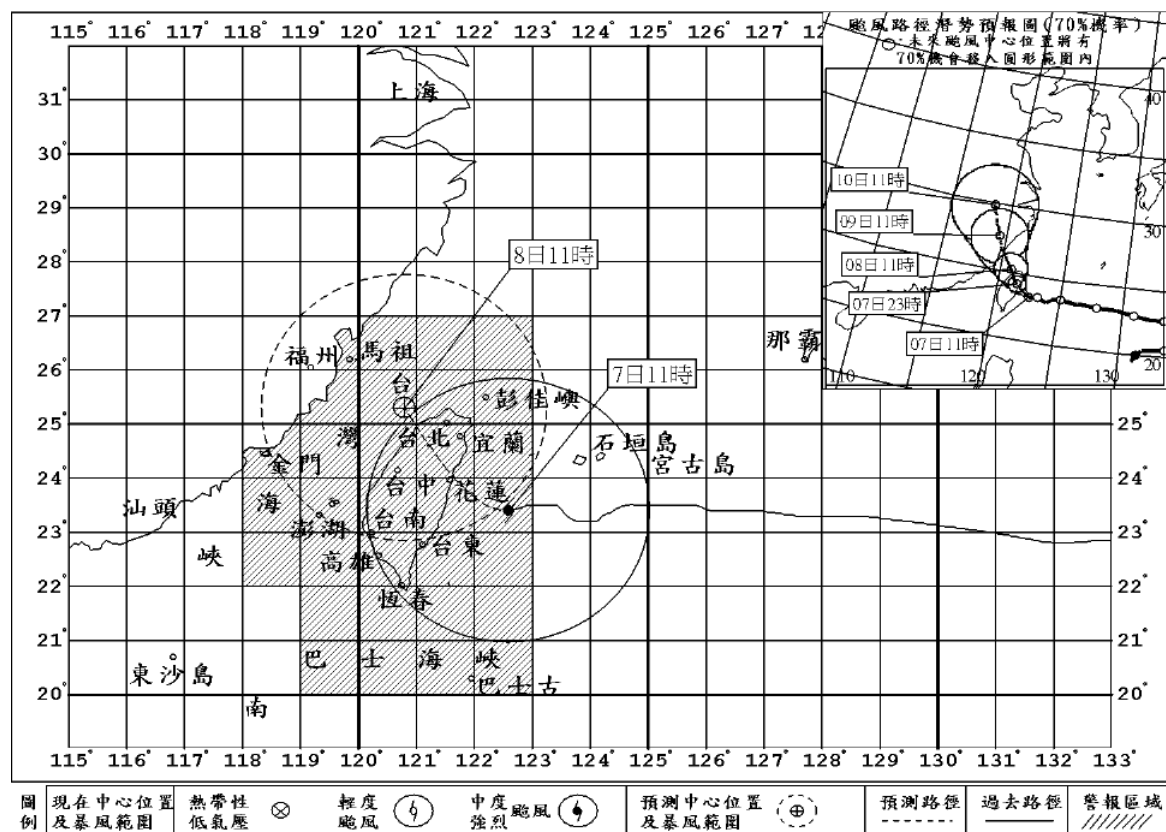 115° 116° 117° 118° 119° 120° 121° 122° 123° 124° 125° 126° 127°
颱風路徑潛勢預報圖(70%機率)
○:未來颱風中心位置將有
70%機會移入圓形範圍內
40
30
20
110
120
130
10日11時
09日11時
08日11時
07日23時
07日11時
31°
30°
29°
28°
27°
26°
25°
24°
23°
22°
21°
20°
25°
24°
23°
22°
21°
20°
上海
8日11時
7日11時
那霸
福州
馬祖
彭佳嶼
台灣海峽
台北
宜蘭
石垣島
宮古島
金門
台中
花蓮
汕頭
澎湖
台南
台東
高雄
恆春
巴士海峽
巴士古
東沙島
南
115° 116° 117° 118° 119° 120° 121° 122° 123° 124° 125° 126° 127° 128° 129° 130° 131° 132° 133°
圖例
現在中心位置及暴風範圍
熱帶性低氣壓
輕度颱風
中度強烈颱風
預測中心位置及暴風範圍
預測路徑
過去路徑
警報區域